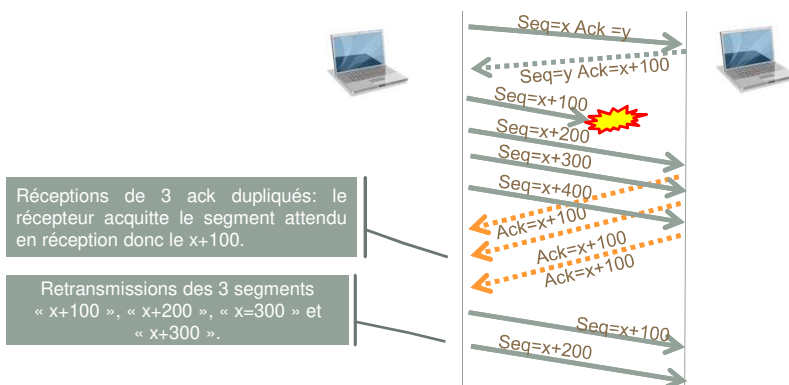 Seq=x Ack =y
Seq=y Ack=x+100
Seq=x+100
Seq=x+200
Seq=x+300
Seq=x+400
Réceptions de 3 ack dupliqués: le
récepteur acquitte le segment attendu
en réception donc le x+100.
Ack=x+100
Ack=x+100
Ack=x+100
Retransmissions des 3 segments
« x+100 », « x+200 », « x=300 » et
« x+300 ».
Seq=x+100
Seq=x+200